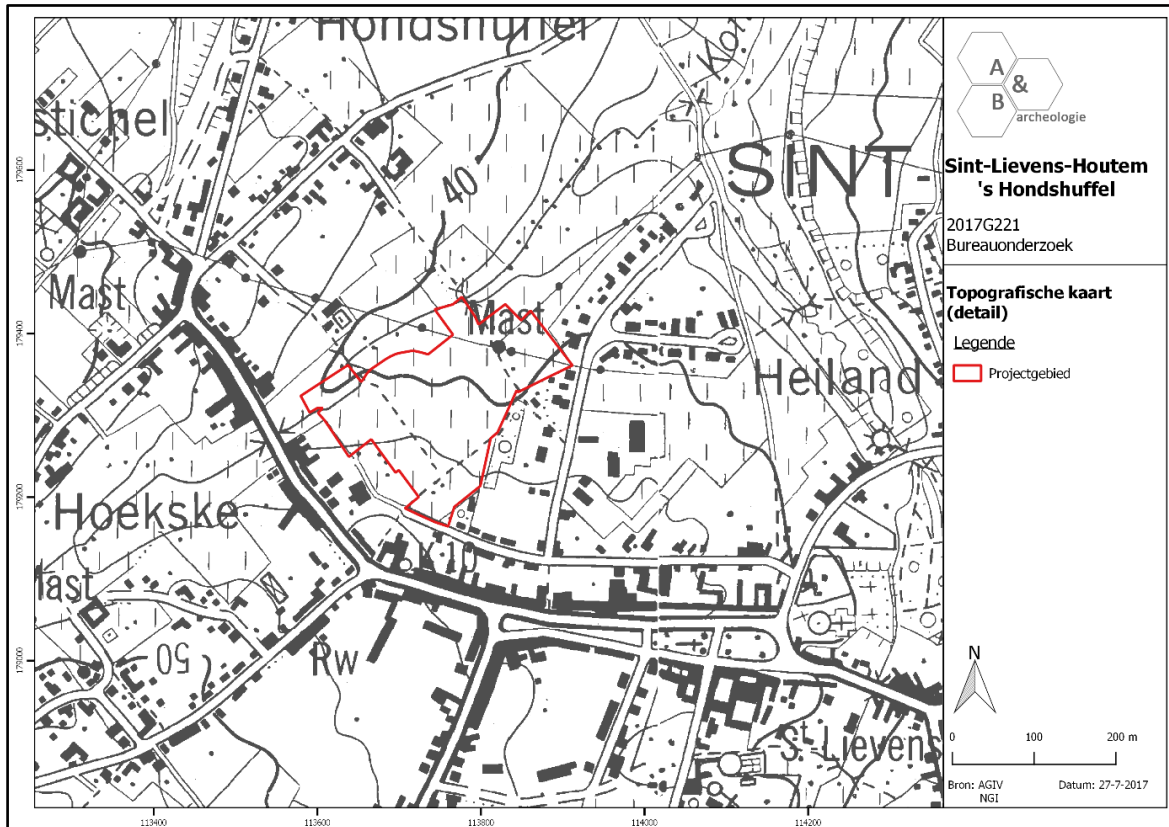 Hondshuffel
stichel
40
SINT
Mast
Mast
Heiland
Hoekske
K·10
Mast
50
Rw
St-Lievens
179600
179400
179200
179000
113400
113600
113800
114000
114200
A
&
B
archeologie
Sint-Lievens-Houtem
's Hondshuffel
2017G221
Bureauonderzoek
Topografische kaart
(detail)
Legende
Projectgebied
N
0 100 200 m
Bron: AGIV
NGI
Datum: 27-7-2017